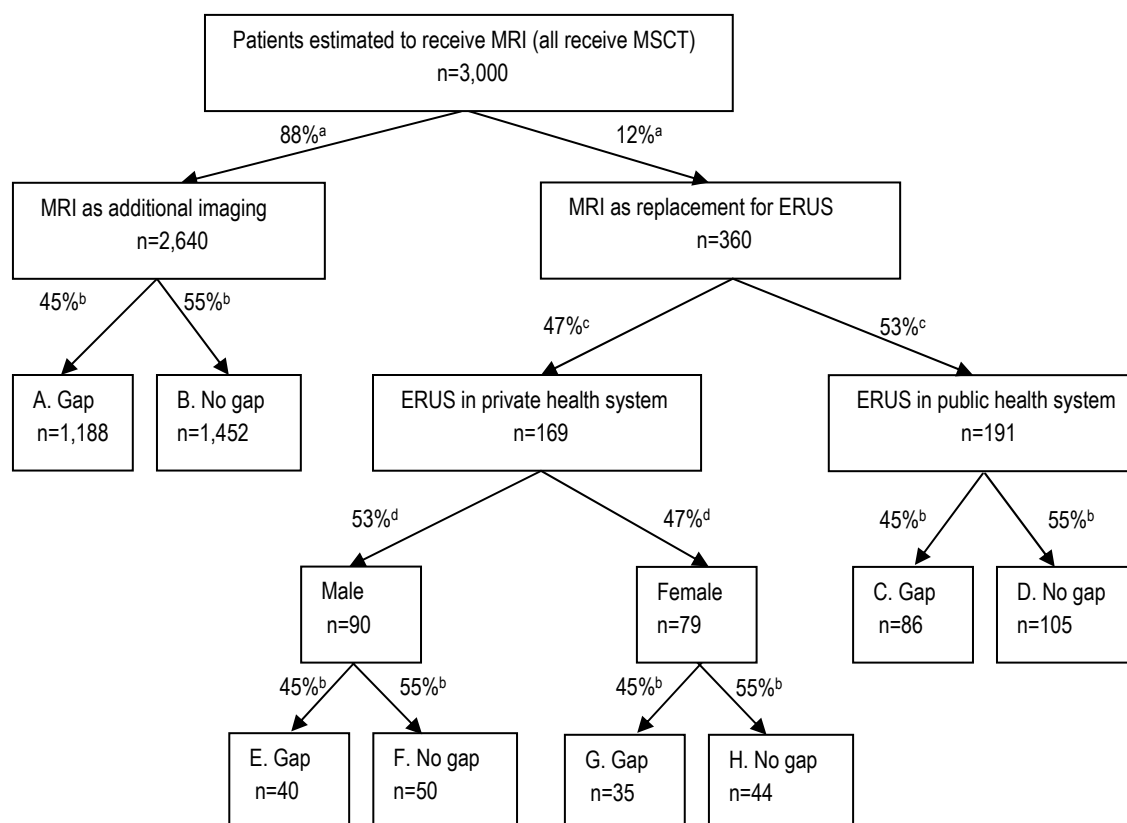 Patients estimated to receive MRI (all receive MSCT)
n=3,000
88%ᵃ
12%ᵃ
MRI as additional imaging
n=2,640
MRI as replacement for ERUS
n=360
45%ᵇ
55%ᵇ
47%ᶜ
53%ᶜ
A. Gap
n=1,188
B. No gap
n=1,452
ERUS in private health system
n=169
ERUS in public health system
n=191
53%ᵈ
47%ᵈ
45%ᵇ
55%ᵇ
Male
n=90
Female
n=79
C. Gap
n=86
D. No gap
n=105
45%ᵇ
55%ᵇ
45%ᵇ
55%ᵇ
E. Gap
n=40
F. No gap
n=50
G. Gap
n=35
H. No gap
n=44